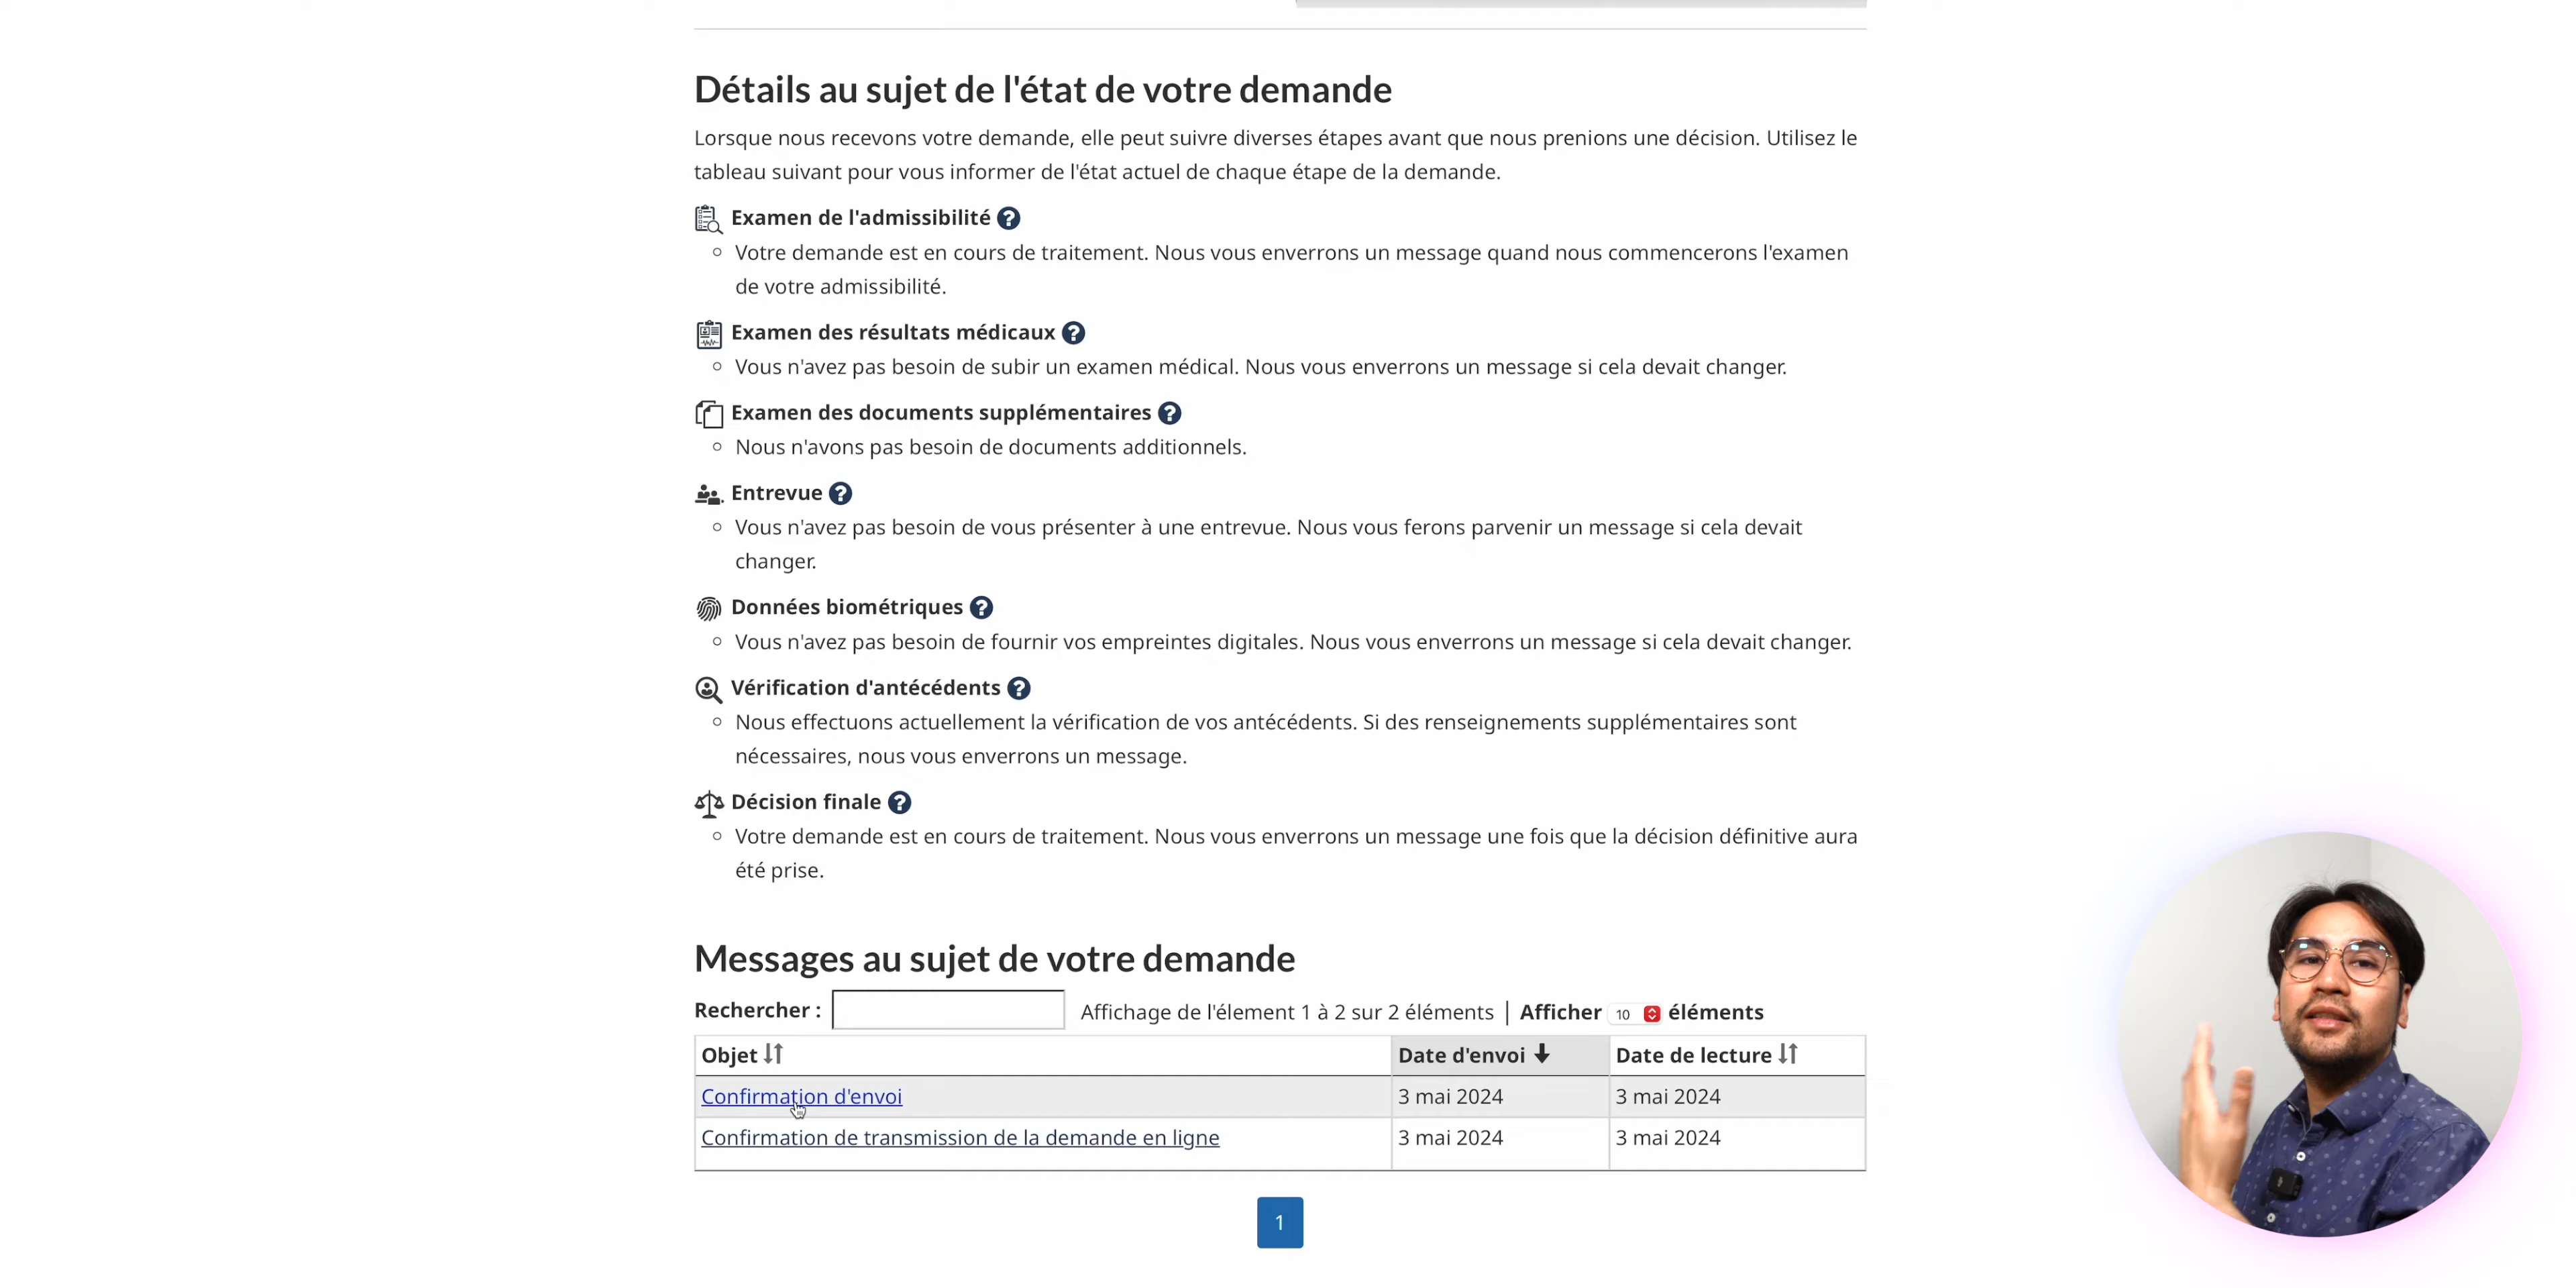 Détails au sujet de l'état de votre demande
Lorsque nous recevons votre demande, elle peut suivre diverses étapes avant que nous prenions une décision. Utilisez le
tableau suivant pour vous informer de l'état actuel de chaque étape de la demande.
Examen de l'admissibilité ?
Votre demande est en cours de traitement. Nous vous enverrons un message quand nous commencerons l'examen
de votre admissibilité.
Examen des résultats médicaux ?
Vous n'avez pas besoin de subir un examen médical. Nous vous enverrons un message si cela devait changer.
Examen des documents supplémentaires ?
Nous n'avons pas besoin de documents additionnels.
Entrevue ?
Vous n'avez pas besoin de vous présenter à une entrevue. Nous vous ferons parvenir un message si cela devait
changer.
Données biométriques ?
Vous n'avez pas besoin de fournir vos empreintes digitales. Nous vous enverrons un message si cela devait changer.
Vérification d'antécédents ?
Nous effectuons actuellement la vérification de vos antécédents. Si des renseignements supplémentaires sont
nécessaires, nous vous enverrons un message.
Décision finale ?
Votre demande est en cours de traitement. Nous vous enverrons un message une fois que la décision définitive aura
été prise.
Messages au sujet de votre demande
Rechercher : Affichage de l'élement 1 à 2 sur 2 éléments | Afficher 10 éléments
Objet Date d'envoi Date de lecture
Confirmation d'envoi 3 mai 2024 3 mai 2024
Confirmation de transmission de la demande en ligne 3 mai 2024 3 mai 2024
1